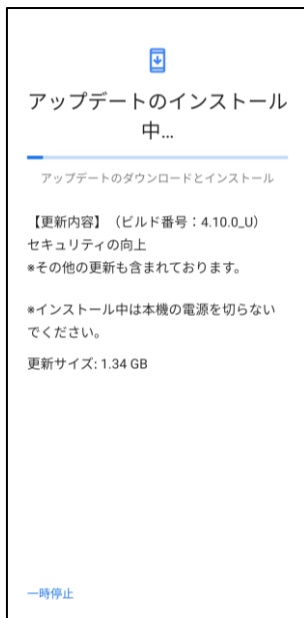 アップデートのインストール
中...
アップデートのダウンロードとインストール
【更新内容】（ビルド番号：4.10.0_U）
セキュリティの向上
※その他の更新も含まれております。
※インストール中は本機の電源を切らない
でください。
更新サイズ: 1.34 GB
一時停止